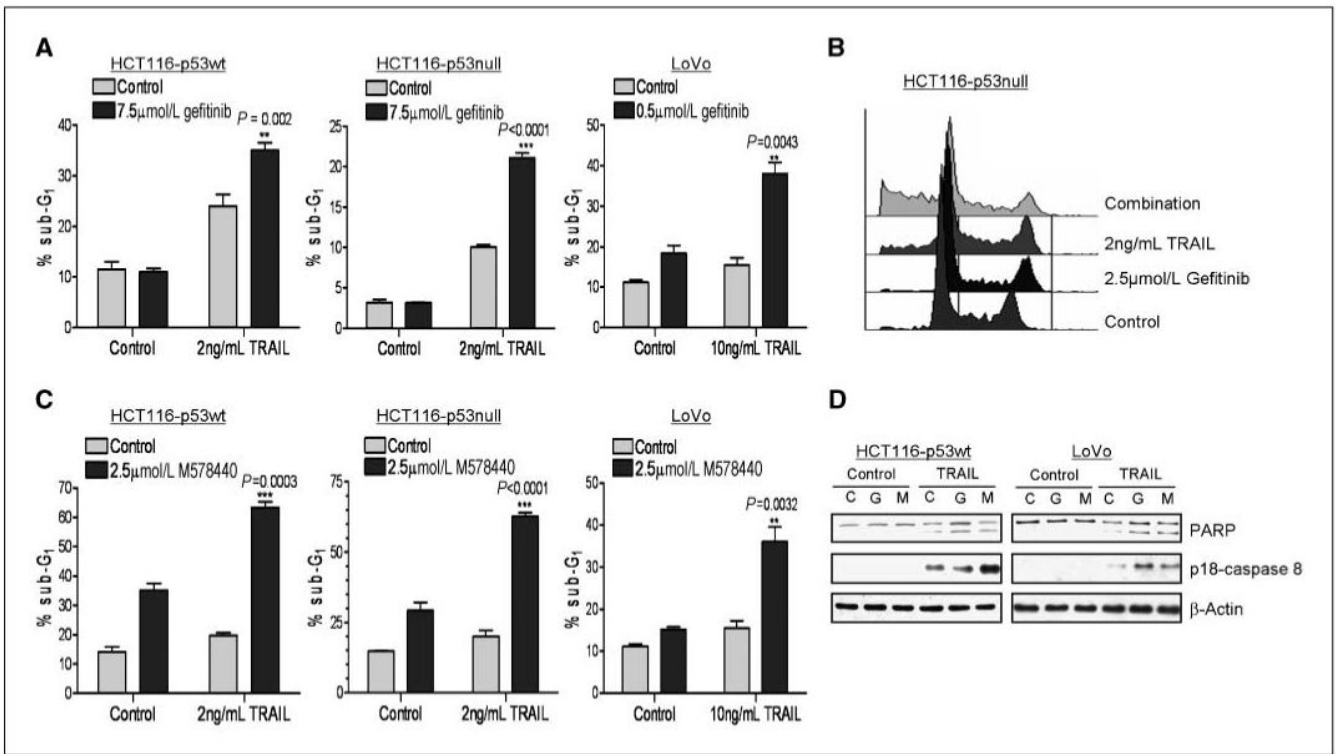 A
HCT116-p53wt
Control
7.5µmol/L gefitinib
P = 0.002
**
% sub-G1
40
30
20
10
0
Control
2ng/mL TRAIL
HCT116-p53null
Control
7.5µmol/L gefitinib
P<0.0001
***
% sub-G1
25
20
15
10
5
0
Control
2ng/mL TRAIL
LoVo
Control
0.5µmol/L gefitinib
P=0.0043
**
% sub-G1
50
40
30
20
10
0
Control
10ng/mL TRAIL
B
HCT116-p53null
Combination
2ng/mL TRAIL
2.5µmol/L Gefitinib
Control
C
HCT116-p53wt
Control
2.5µmol/L M578440
P=0.0003
***
% sub-G1
70
60
50
40
30
20
10
0
Control
2ng/mL TRAIL
HCT116-p53null
Control
2.5µmol/L M578440
P<0.0001
***
% sub-G1
75
50
25
0
Control
2ng/mL TRAIL
LoVo
Control
2.5µmol/L M578440
P=0.0032
**
% sub-G1
50
40
30
20
10
0
Control
10ng/mL TRAIL
D
HCT116-p53wt
LoVo
Control TRAIL
Control TRAIL
C G M C G M
C G M C G M
PARP
p18-caspase 8
β-Actin